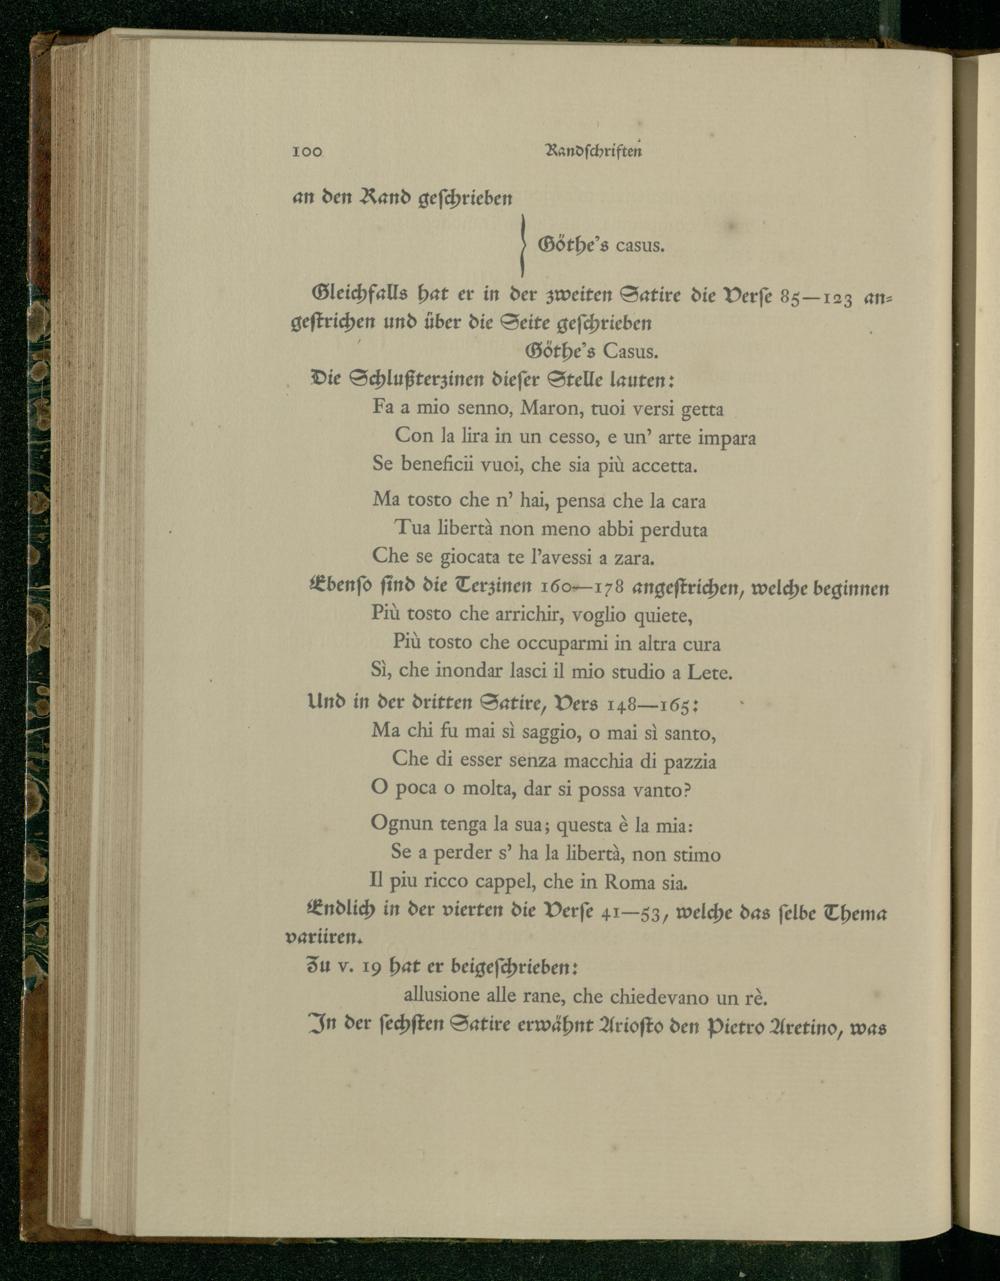 100 Randschriften
an den Rand geschrieben
} Göthe's casus.
Gleichfalls hat er in der zweiten Satire die Verse 85—123 an⸗
gestrichen und über die Seite geschrieben
Göthe's Casus.
Die Schlußterzinen dieser Stelle lauten:
Fa a mio senno, Maron, tuoi versi getta
Con la lira in un cesso, e un' arte impara
Se beneficii vuoi, che sia più accetta.
Ma tosto che n' hai, pensa che la cara
Tua libertà non meno abbi perduta
Che se giocata te l'avessi a zara.
Ebenso sind die Terzinen 160—178 angestrichen, welche beginnen
Più tosto che arrichir, voglio quiete,
Più tosto che occuparmi in altra cura
Sì, che inondar lasci il mio studio a Lete.
Und in der dritten Satire, Vers 148—165:
Ma chi fu mai sì saggio, o mai sì santo,
Che di esser senza macchia di pazzia
O poca o molta, dar si possa vanto?
Ognun tenga la sua; questa è la mia:
Se a perder s' ha la libertà, non stimo
Il piu ricco cappel, che in Roma sia.
Endlich in der vierten die Verse 41—53, welche das selbe Thema
variiren.
Zu v. 19 hat er beigeschrieben:
allusione alle rane, che chiedevano un rè.
In der sechsten Satire erwähnt Ariosto den Pietro Aretino, was